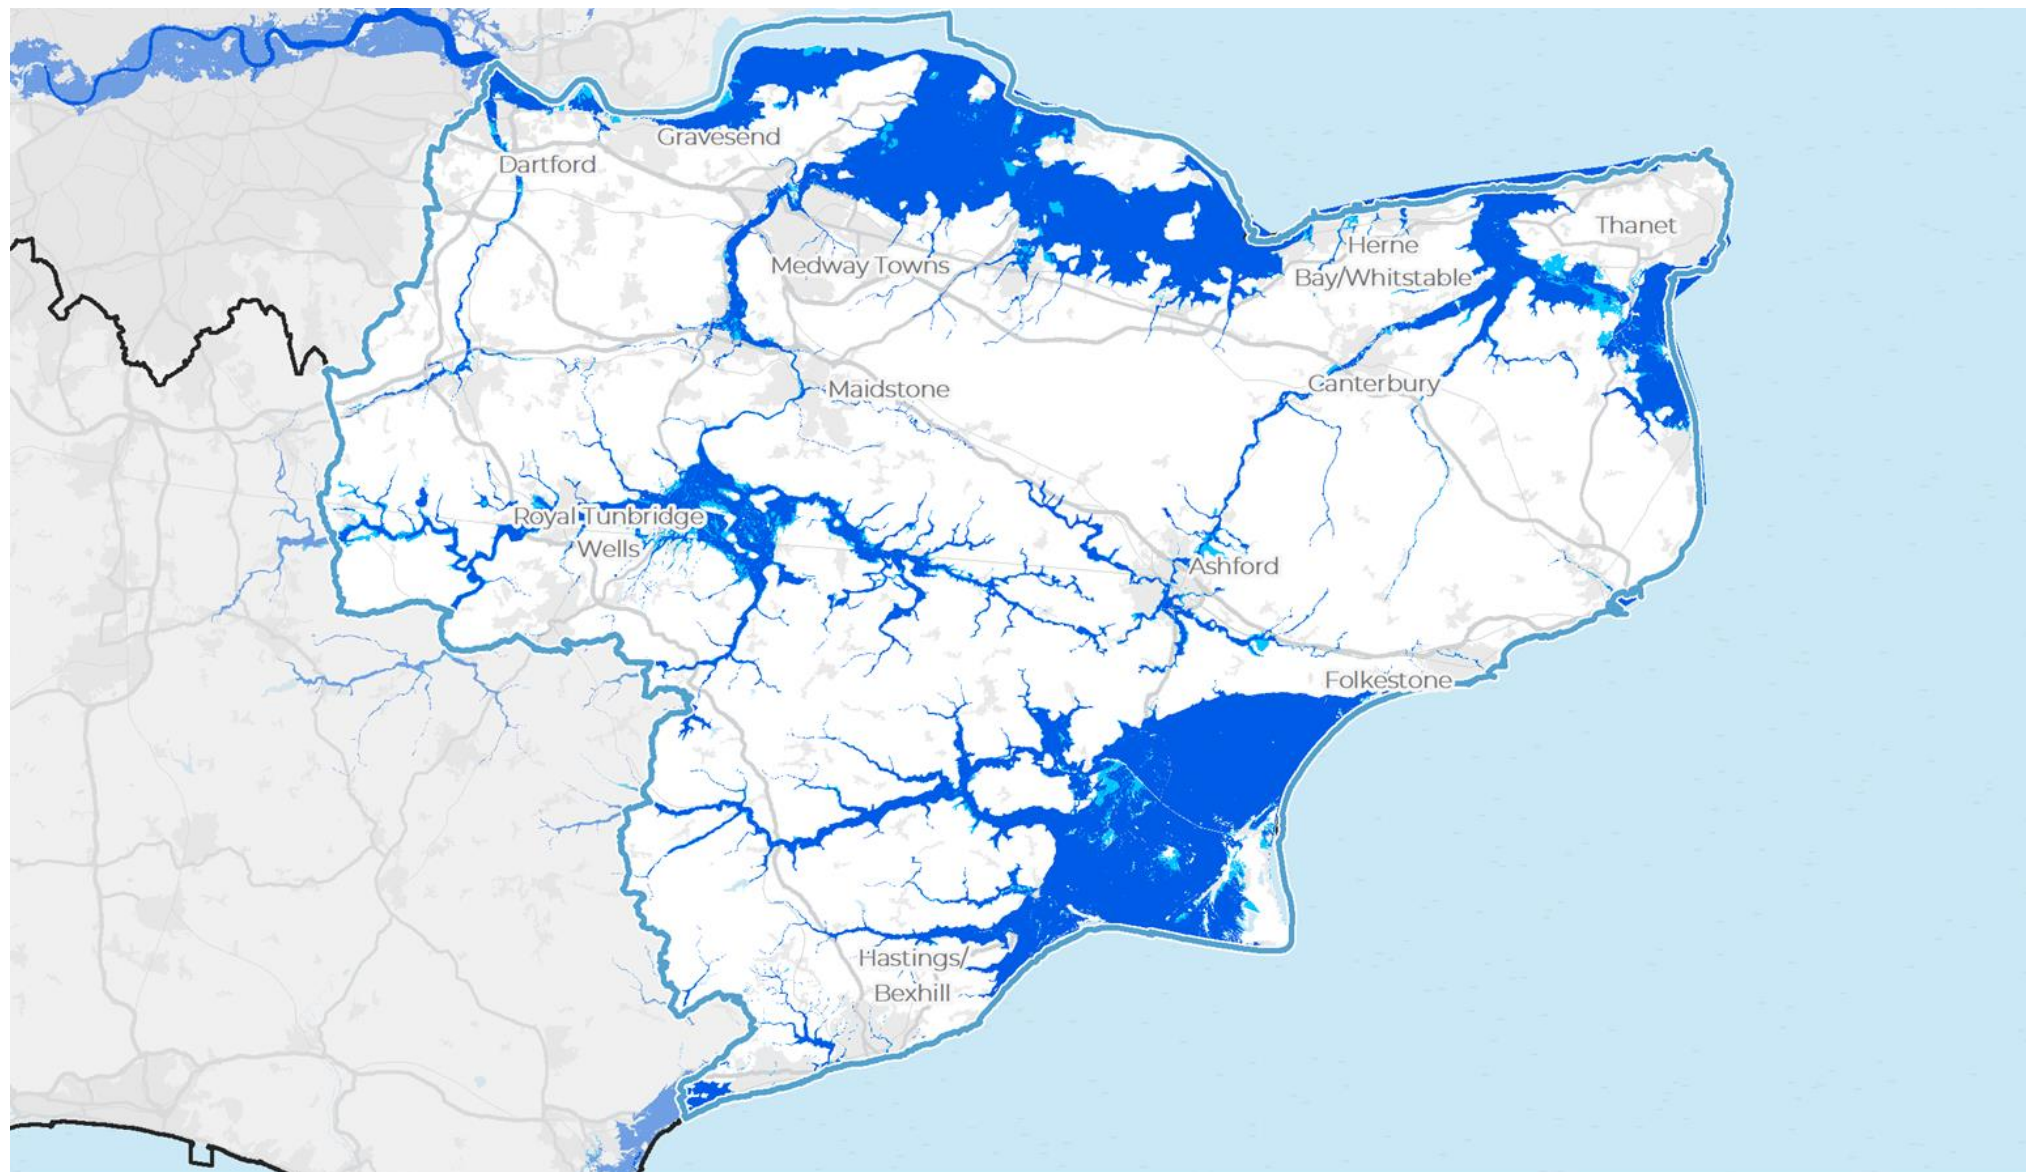 Gravesend
Dartford
Thanet
Herne
Bay/Whitstable
Medway Towns
Canterbury
Maidstone
Royal Tunbridge
Wells
Ashford
Folkestone
Hastings/
Bexhill